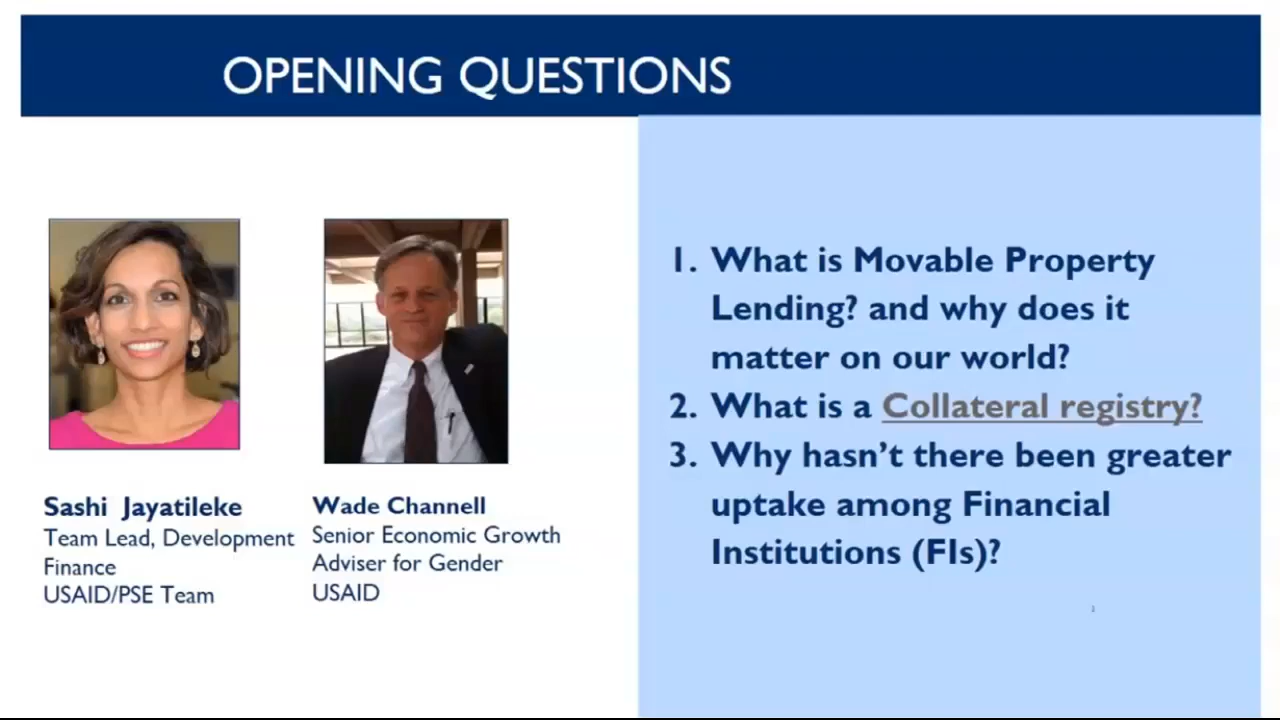 OPENING QUESTIONS
Sashi Jayatileke
Team Lead, Development
Finance
USAID/PSE Team
Wade Channell
Senior Economic Growth
Adviser for Gender
USAID
1. What is Movable Property
Lending? and why does it
matter on our world?
2. What is a Collateral registry?
3. Why hasn’t there been greater
uptake among Financial
Institutions (FIs)?